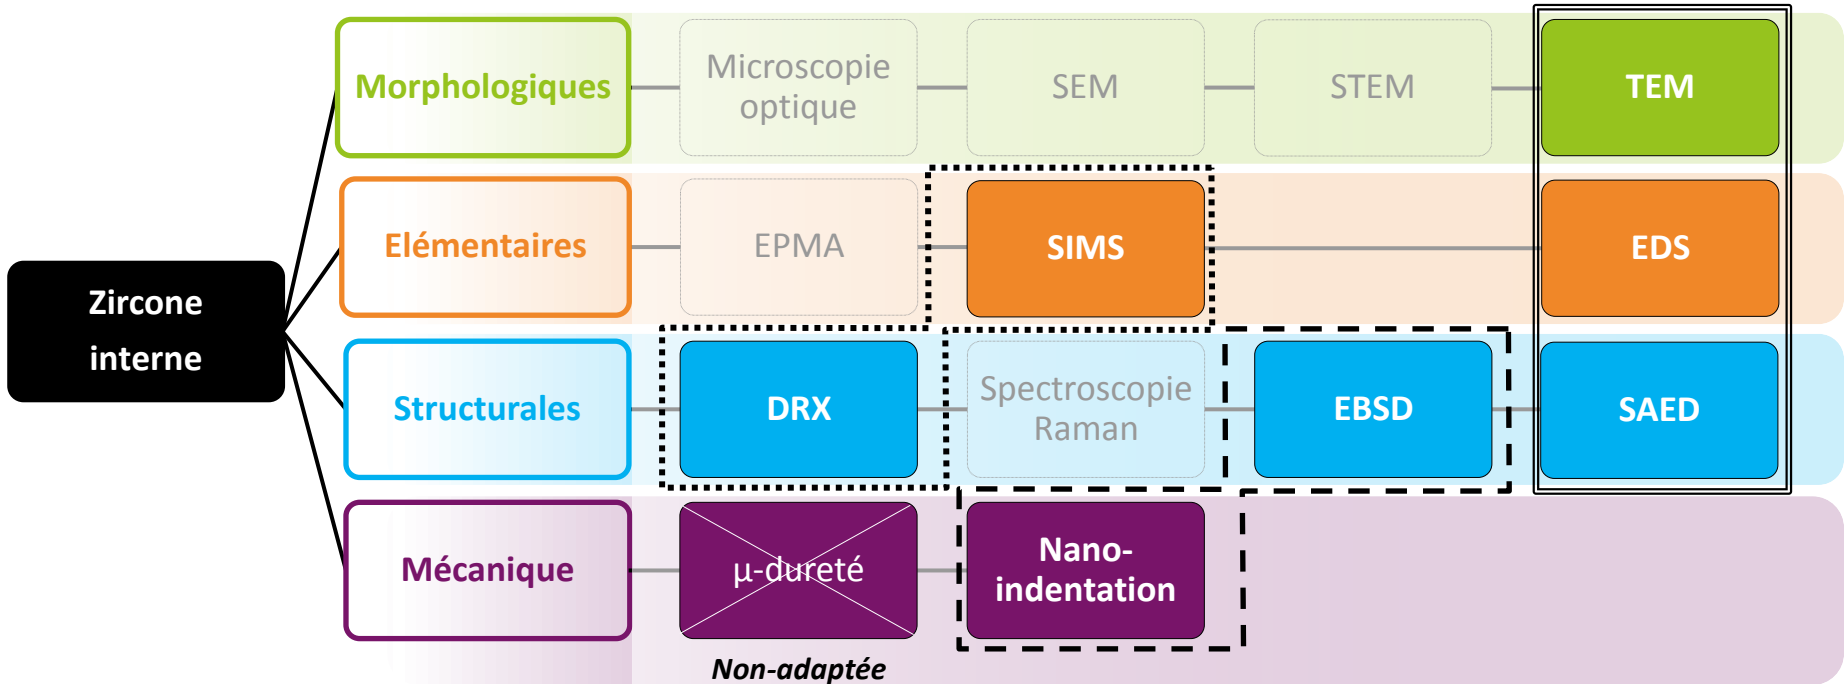 Zircone
interne
Morphologiques
Microscopie
optique
SEM
STEM
TEM
Elémentaires
EPMA
SIMS
EDS
Structurales
DRX
Spectroscopie
Raman
EBSD
SAED
Mécanique
µ-dureté
Nano-
indentation
Non-adaptée